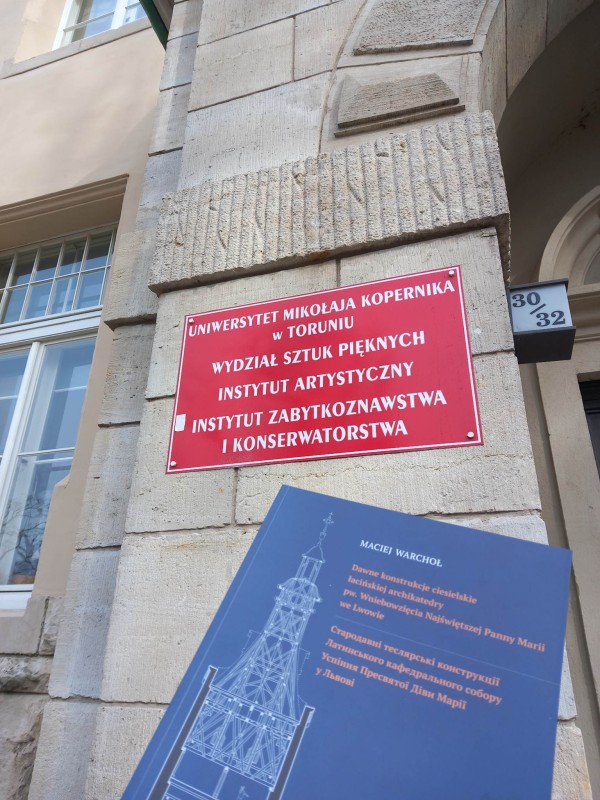 UNIWERSYTET MIKOŁAJA KOPERNIKA
w TORUNIU
WYDZIAŁ SZTUK PIĘKNYCH
INSTYTUT ARTYSTYCZNY
INSTYTUT ZABYTKOZNAWSTWA
I KONSERWATORSTWA
30/32
MACIEJ WARCHOŁ
Dawne konstrukcje ciesielskie
łacińskiej archikatedry
pw. Wniebowzięcia Najświętszej Panny Marii
we Lwowie
Стародавні теслярські конструкції
Латинського кафедрального собору
Успіння Пресвятої Діви Марії
у Львові